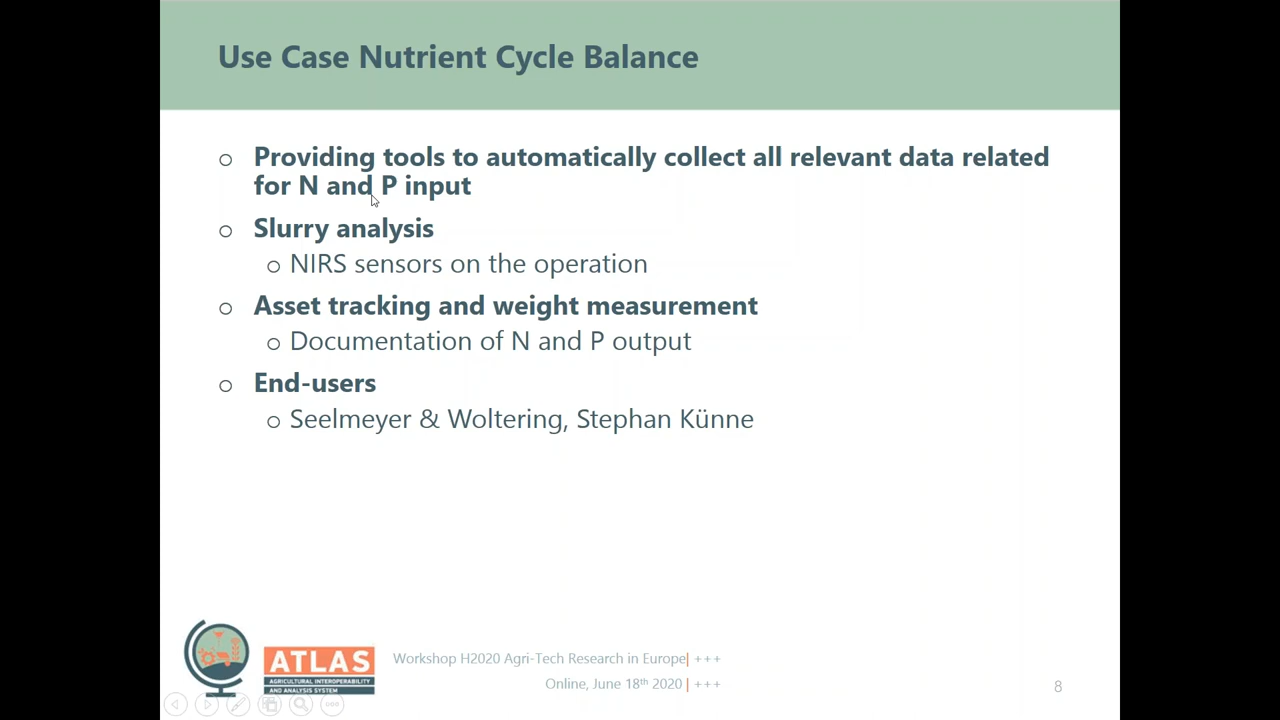 Use Case Nutrient Cycle Balance
Providing tools to automatically collect all relevant data related
for N and P input
Slurry analysis
NIRS sensors on the operation
Asset tracking and weight measurement
Documentation of N and P output
End-users
Seelmeyer & Woltering, Stephan Künne
ATLAS
AGRICULTURAL INTEROPERABILITY
AND ANALYSIS SYSTEM
Workshop H2020 Agri-Tech Research in Europe| +++
Online, June 18th 2020 | +++
8